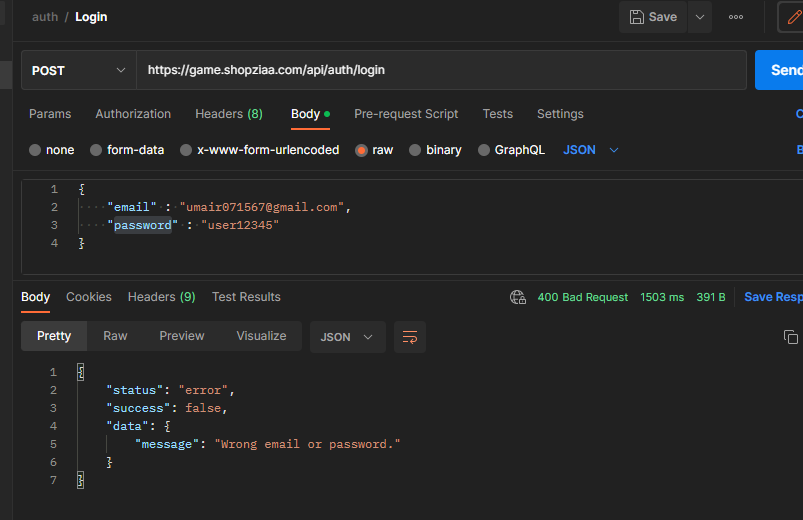 auth / Login
Save
POST
https://game.shopziaa.com/api/auth/login
Send
Params Authorization Headers (8) Body Pre-request Script Tests Settings
none form-data x-www-form-urlencoded raw binary GraphQL JSON
1 {
2 "email" : "umair071567@gmail.com",
3 "password" : "user12345"
4 }
Body Cookies Headers (9) Test Results 400 Bad Request 1503 ms 391 B Save Resp
Pretty Raw Preview Visualize JSON
1 {
2 "status": "error",
3 "success": false,
4 "data": {
5 "message": "Wrong email or password."
6 }
7 }